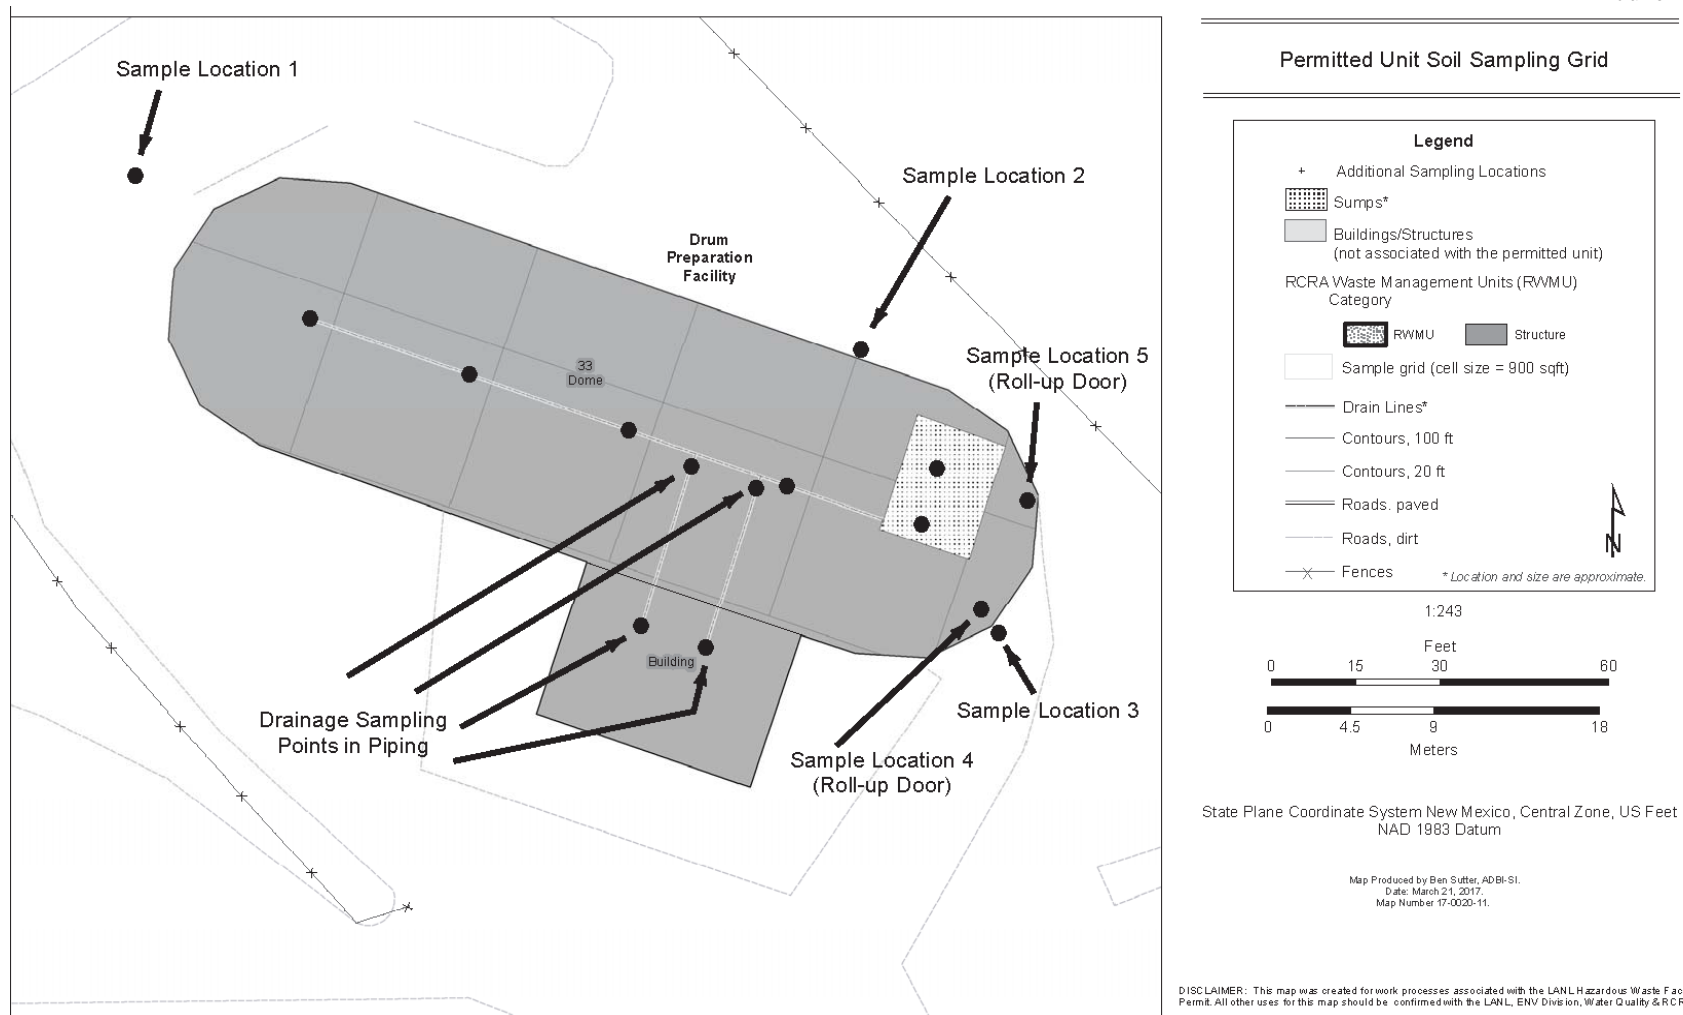 Sample Location 1
Sample Location 2
Drum
Preparation
Facility
Sample Location 5
(Roll-up Door)
33
Dome
Building
Drainage Sampling
Points in Piping
Sample Location 3
Sample Location 4
(Roll-up Door)
Permitted Unit Soil Sampling Grid
Legend
+ Additional Sampling Locations
Sumps*
Buildings/Structures
(not associated with the permitted unit)
RCRA Waste Management Units (RWMU)
Category
RWMU Structure
Sample grid (cell size = 900 sqft)
Drain Lines*
Contours, 100 ft
Contours, 20 ft
Roads. paved
Roads, dirt
Fences
* Location and size are approximate.
N
1:243
Feet
0 15 30 60
0 4.5 9 18
Meters
State Plane Coordinate System New Mexico, Central Zone, US Feet
NAD 1983 Datum
Map Produced by Ben Sutter, ADBI-SI.
Date: March 21, 2017.
Map Number 17-0020-11.
DISCLAIMER: This map was created for work processes associated with the LANL Hazardous Waste Fac
Permit. All other uses for this map should be confirmed with the LANL, ENV Division, Water Quality & RCR